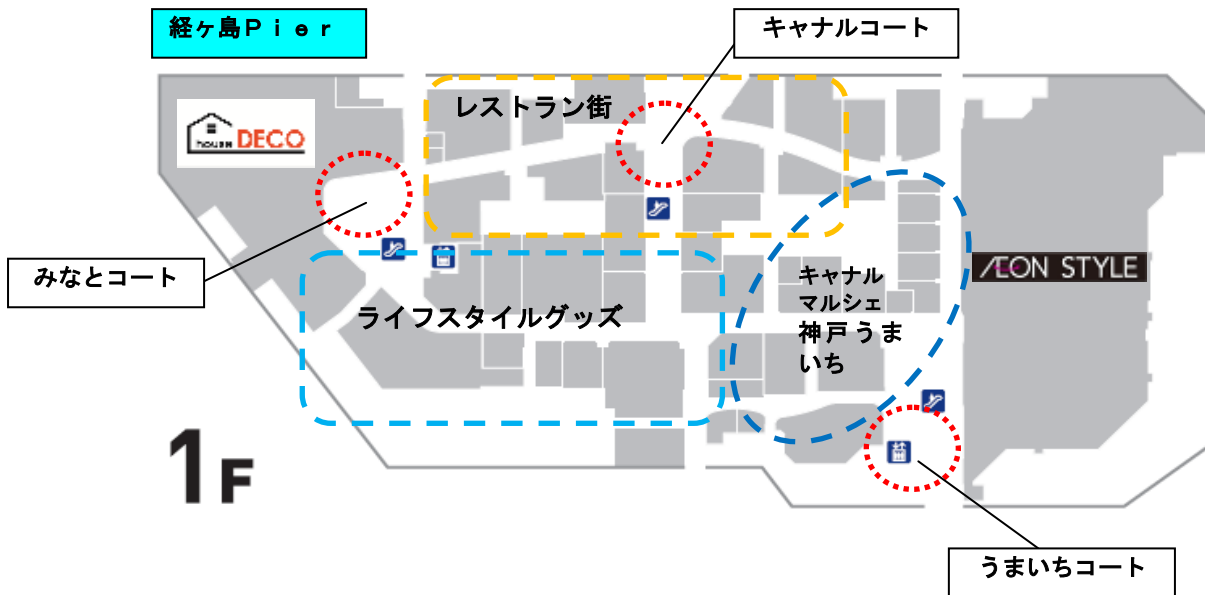 経ヶ島Ｐｉｅｒ
キャナルコート
レストラン街
house DECO
みなとコート
ÆON STYLE
キャナル
マルシェ
神戸うま
いち
ライフスタイルグッズ
1F
うまいちコート